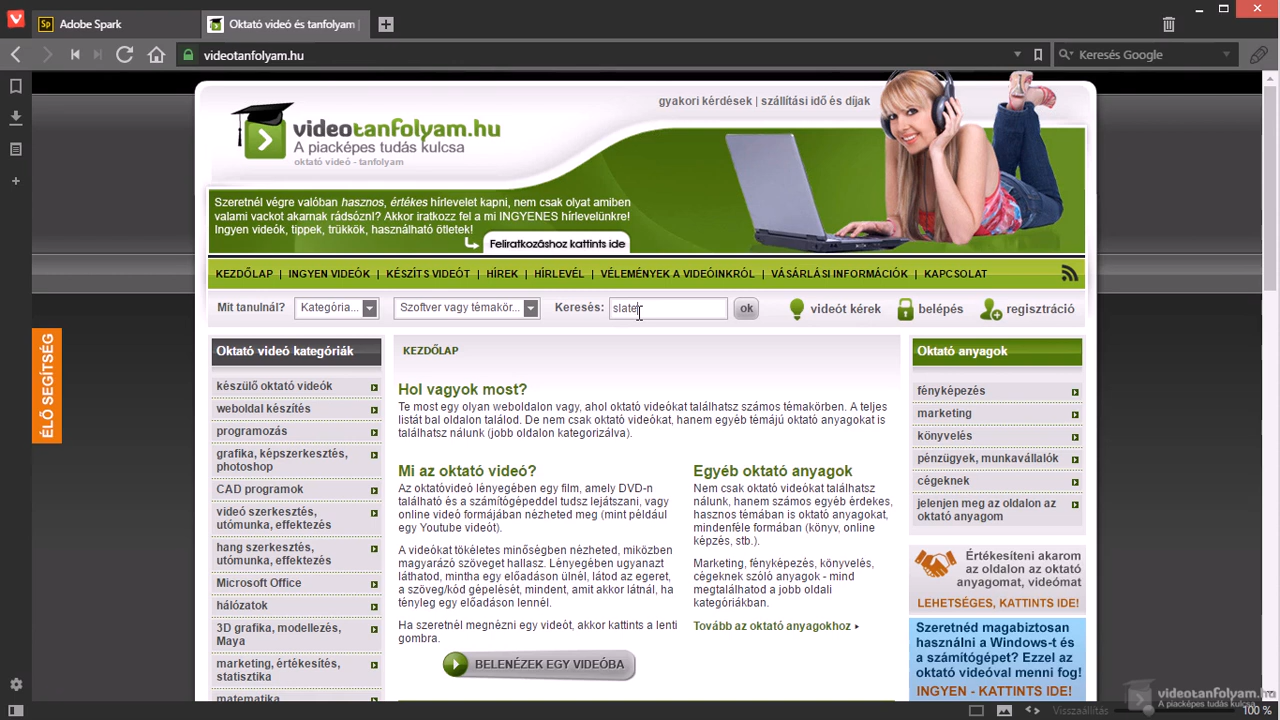 Adobe Spark
Oktató videó és tanfolyam |
videotanfolyam.hu
Keresés Google
gyakori kérdések | szállítási idő és díjak
videotanfolyam.hu
A piacképes tudás kulcsa
oktató videó - tanfolyam
Szeretnél végre valóban hasznos, értékes hírlevelet kapni, nem csak olyat amiben
valami vackot akarnak rádsózni? Akkor iratkozz fel a mi INGYENES hírlevelünkre!
Ingyen videók, tippek, trükkök, használható ötletek!
Feliratkozáshoz kattints ide
KEZDŐLAP | INGYEN VIDEÓK | KÉSZÍTS VIDEÓT | HÍREK | HÍRLEVÉL | VÉLEMÉNYEK A VIDEÓINKRÓL | VÁSÁRLÁSI INFORMÁCIÓK | KAPCSOLAT
Mit tanulnál? Kategória... Szoftver vagy témakör... Keresés: slate ok videót kérek belépés regisztráció
ÉLŐ SEGÍTSÉG
Oktató videó kategóriák
készülő oktató videók
weboldal készítés
programozás
grafika, képszerkesztés,
photoshop
CAD programok
videó szerkesztés,
utómunka, effektezés
hang szerkesztés,
utómunka, effektezés
Microsoft Office
hálózatok
3D grafika, modellezés,
Maya
marketing, értékesítés,
statisztika
matematika
KEZDŐLAP
Hol vagyok most?
Te most egy olyan weboldalon vagy, ahol oktató videókat találhatsz számos témakörben. A teljes
listát bal oldalon találod. De nem csak oktató videókat, hanem egyéb témájú oktató anyagokat is
találhatsz nálunk (jobb oldalon kategorizálva).
Mi az oktató videó?
Az oktatóvideó lényegében egy film, amely DVD-n
található és a számítógépeddel tudsz lejátszani, vagy
online videó formájában nézheted meg (mint például
egy Youtube videót).
A videókat tökéletes minőségben nézheted, miközben
magyarázó szöveget hallasz. Lényegében ugyanazt
láthatod, mintha egy előadáson ülnél, látod az egeret,
a szöveg/kód gépelését, mindent, amit akkor látnál, ha
tényleg egy előadáson lennél.
Ha szeretnél megnézni egy videót, akkor kattints a lenti
gombra.
BELENÉZEK EGY VIDEÓBA
Egyéb oktató anyagok
Nem csak oktató videókat találhatsz
nálunk, hanem számos egyéb érdekes,
hasznos témában is oktató anyagokat,
mindenféle formában (könyv, online
képzés, stb.).
Marketing, fényképezés, könyvelés,
cégeknek szóló anyagok - mind
megtalálhatod a jobb oldali
kategóriákban.
Tovább az oktató anyagokhoz
Oktató anyagok
fényképezés
marketing
könyvelés
pénzügyek, munkavállalók
cégeknek
jelenjen meg az oldalon az
oktató anyagom
Értékesíteni akarom
az oldalon az oktató
anyagomat, videómat
LEHETSÉGES, KATTINTS IDE!
Szeretnéd magabiztosan
használni a Windows-t és
a számítógépet? Ezzel az
oktató videóval menni fog!
INGYEN - KATTINTS IDE!
videotanfolyam.hu
A piacképes tudás kulcsa
Visszaállítás
100 %